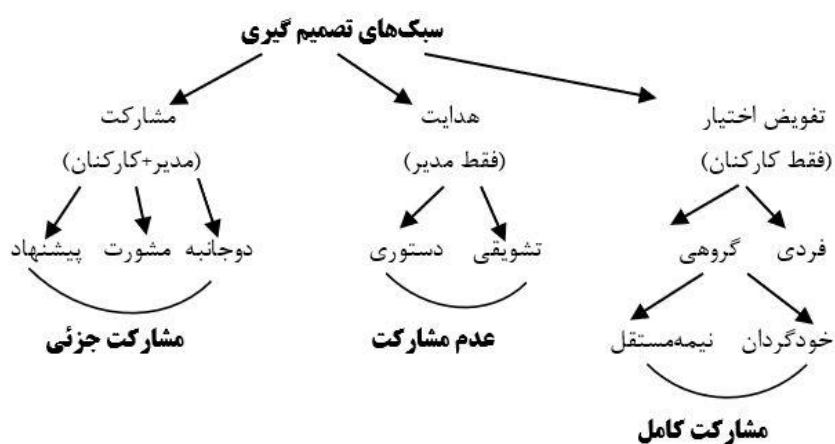 سبک‌های تصمیم گیری
تفویض اختیار هدایت مشارکت
(فقط کارکنان) (فقط مدیر) (مدیر+کارکنان)
فردی گروهی تشویقی دستوری دوجانبه مشورت پیشنهاد
خودگردان نیمه‌مستقل عدم مشارکت مشارکت جزئی
مشارکت کامل